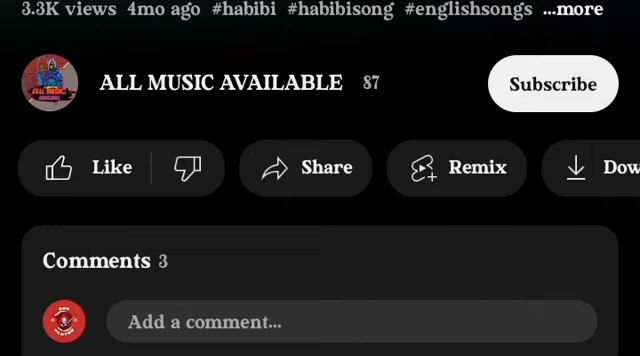 3.3K views 4mo ago #habibi #habibisong #englishsongs ...more
ALL MUSIC AVAILABLE 87
Subscribe
Like Share Remix Dow
Comments 3
Add a comment...